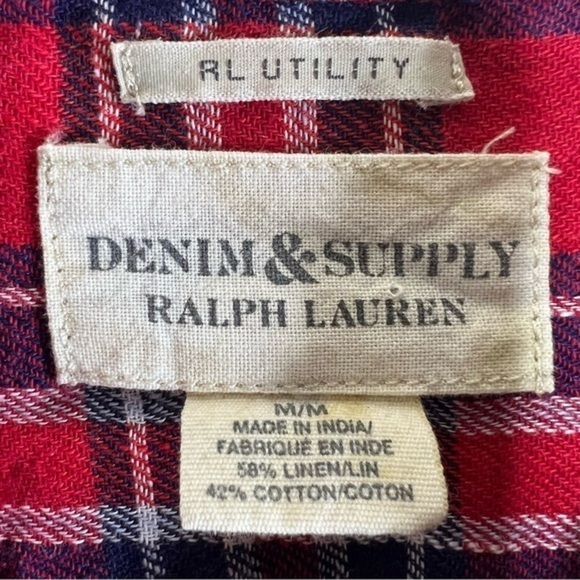 RL UTILITY
DENIM & SUPPLY
RALPH LAUREN
M/M
MADE IN INDIA/
FABRIQUÉ EN INDE
58% LINEN/LIN
42% COTTON/COTON